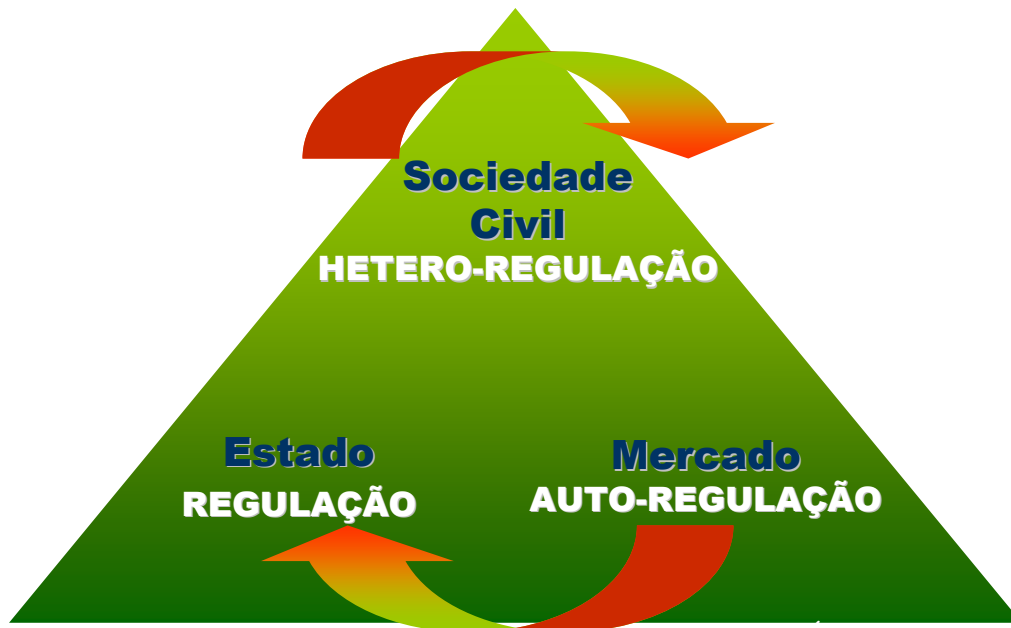 Sociedade
Civil
HETERO-REGULAÇÃO
Estado
REGULAÇÃO
Mercado
AUTO-REGULAÇÃO